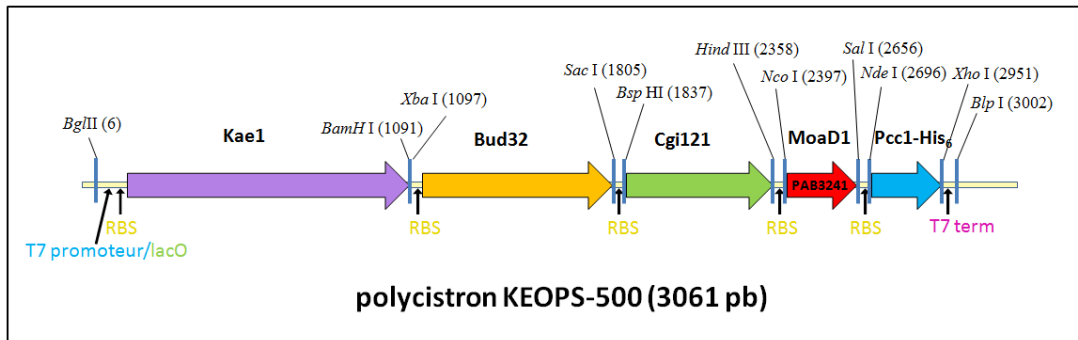 Hind III (2358)
Sal I (2656)
Sac I (1805)
Nco I (2397)
Nde I (2696)
Xho I (2951)
Xba I (1097)
Bsp HI (1837)
Blp I (3002)
BglII (6)
Kae1
BamH I (1091)
Bud32
Cgi121
MoaD1
Pcc1-His6
PAB3241
RBS
RBS
RBS
RBS
RBS
T7 term
T7 promoteur/lacO
polycistron KEOPS-500 (3061 pb)